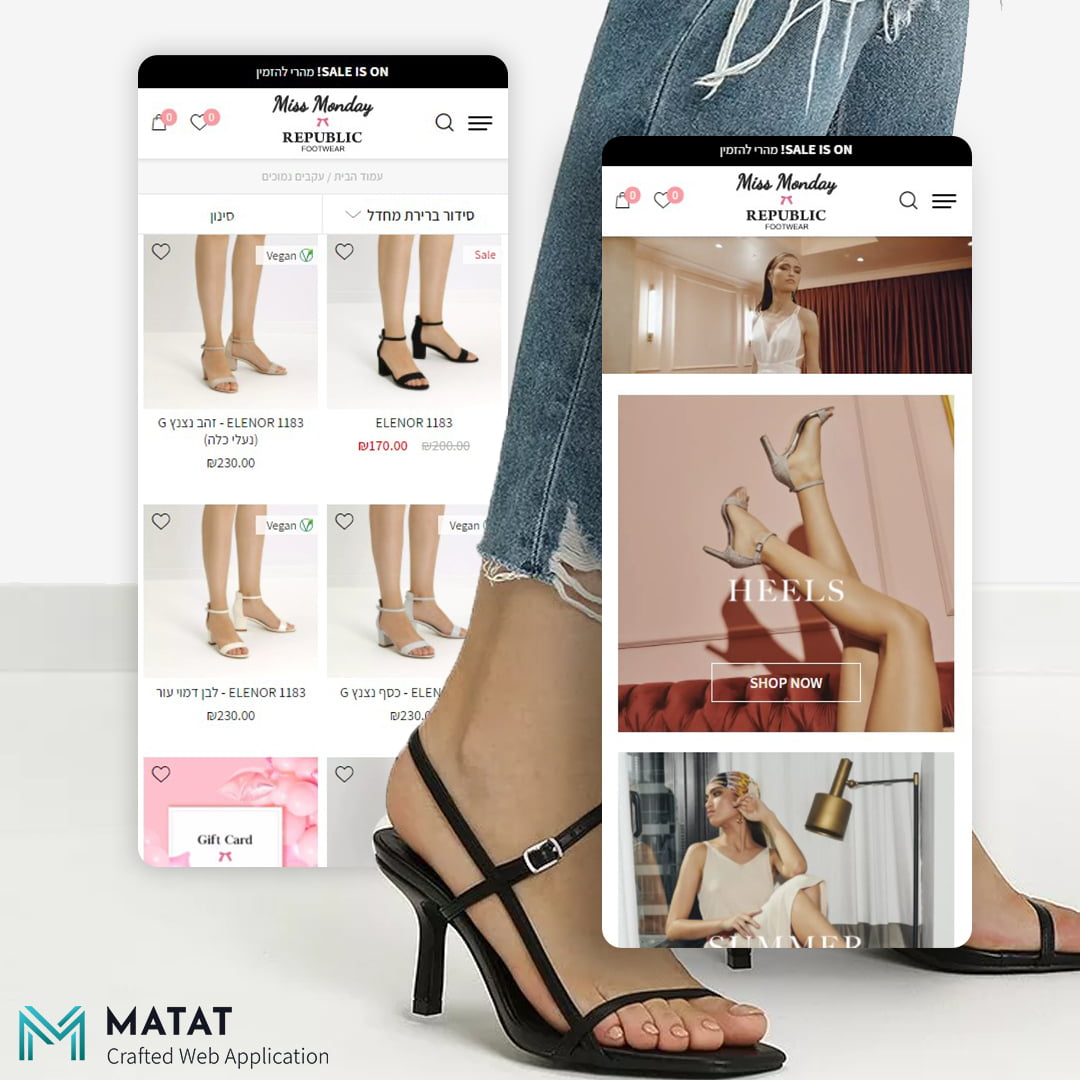 SALE IS ON! מהרי להזמין
0
0
Miss Monday
REPUBLIC
FOOTWEAR
עמוד הבית / עקבים נמוכים
סידור ברירת מחדל
סינון
Vegan
Sale
ELENOR 1183 - זהב נצנץ G
(נעלי כלה)
₪230.00
ELENOR 1183
₪170.00 ₪200.00
Vegan
Vegan
ELENOR 1183 - לבן דמוי עור
₪230.00
ELEN - כסף נצנץ G
₪230.0
Gift Card
SALE IS ON! מהרי להזמין
0
0
Miss Monday
REPUBLIC
FOOTWEAR
HEELS
SHOP NOW
SUMMER
MATAT
Crafted Web Application